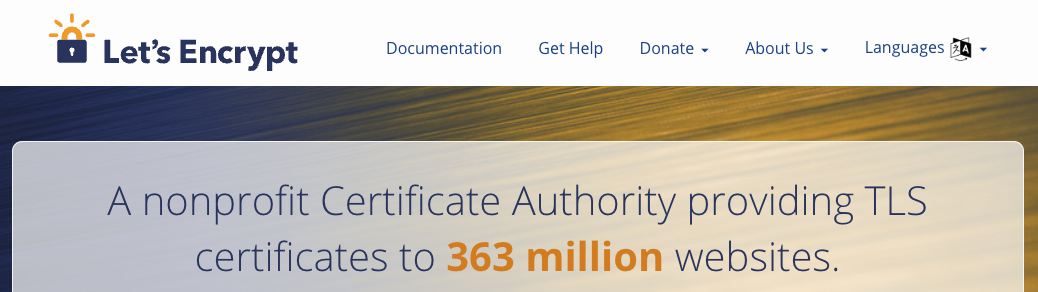 Let's Encrypt
Documentation Get Help Donate About Us Languages
A nonprofit Certificate Authority providing TLS
certificates to 363 million websites.